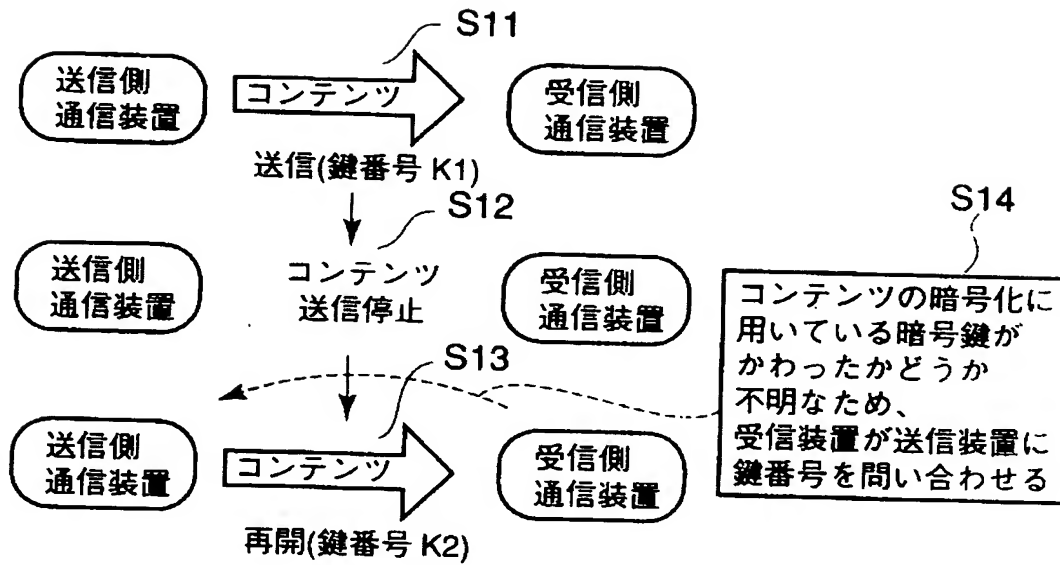 S11
送信側
通信装置
コンテンツ
受信側
通信装置
送信(鍵番号 K1)
S12
送信側
通信装置
コンテンツ
送信停止
受信側
通信装置
S14
コンテンツの暗号化に
用いている暗号鍵が
かわったかどうか
不明なため、
受信装置が送信装置に
鍵番号を問い合わせる
S13
送信側
通信装置
コンテンツ
受信側
通信装置
再開(鍵番号 K2)